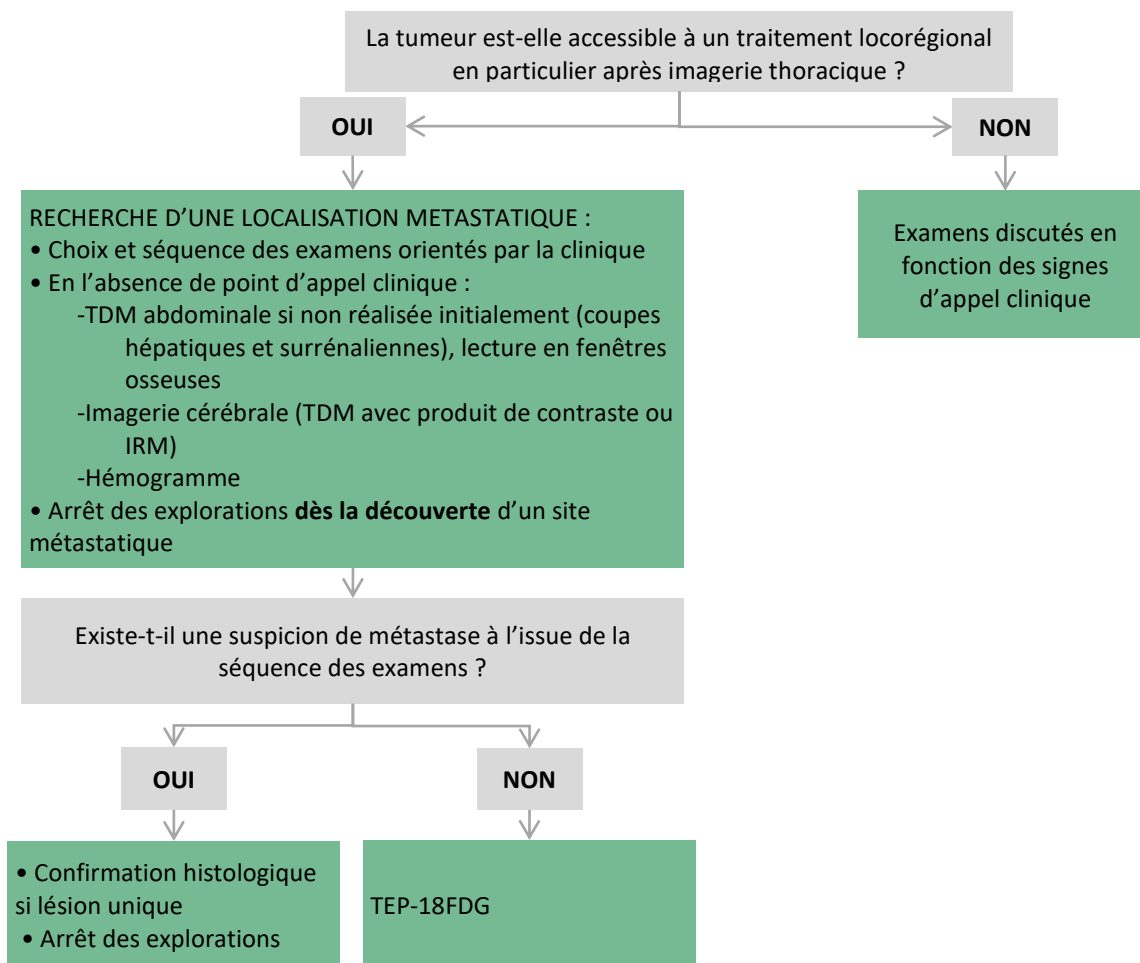 La tumeur est-elle accessible à un traitement locorégional
en particulier après imagerie thoracique ?
OUI
NON
RECHERCHE D’UNE LOCALISATION METASTATIQUE :
• Choix et séquence des examens orientés par la clinique
• En l’absence de point d’appel clinique :
-TDM abdominale si non réalisée initialement (coupes
hépatiques et surrénaliennes), lecture en fenêtres
osseuses
-Imagerie cérébrale (TDM avec produit de contraste ou
IRM)
-Hémogramme
• Arrêt des explorations dès la découverte d’un site
métastatique
Examens discutés en
fonction des signes
d’appel clinique
Existe-t-il une suspicion de métastase à l’issue de la
séquence des examens ?
OUI
NON
• Confirmation histologique
si lésion unique
• Arrêt des explorations
TEP-18FDG